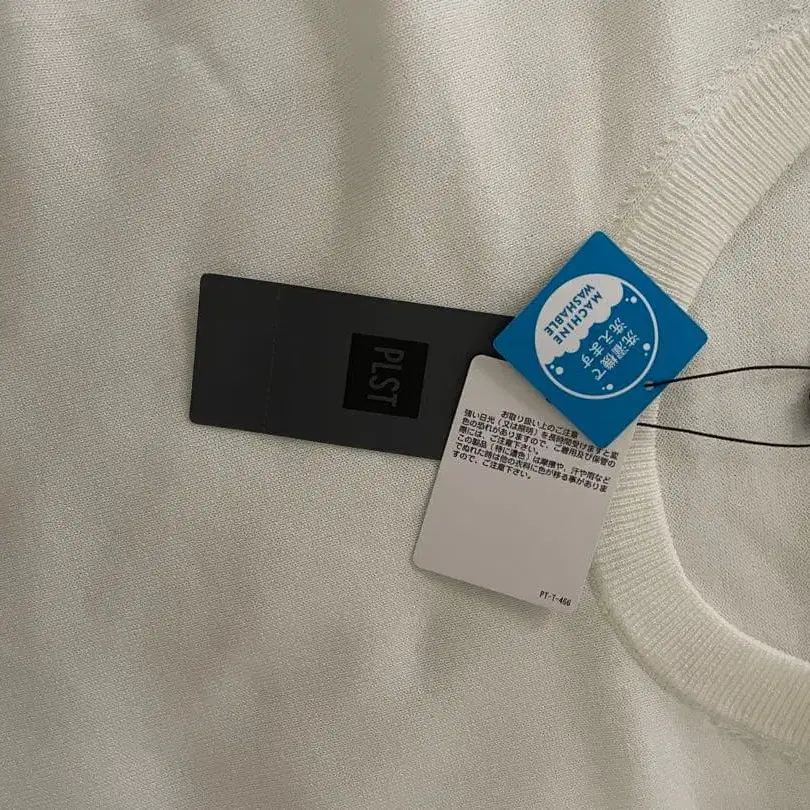 PLST
MACHINE
WASHABLE
洗濯機で
洗えます
お取り扱い上のご注意
強い日光(又は照明)を長時間受けますと変
色の恐れがありますので、ご着用及び保管の
際には、ご注意下さい。
この製品(特に濃色)は摩擦や、汗や雨など
でぬれた時は他の衣料に色が移る事がありま
すので、ご注意下さい。
PT-T-466